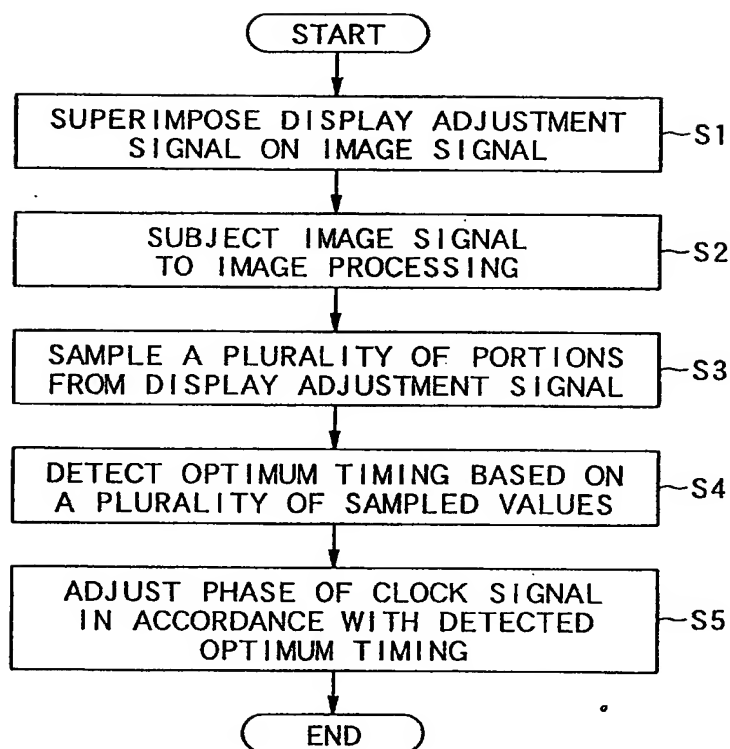 START
SUPERIMPOSE DISPLAY ADJUSTMENT
SIGNAL ON IMAGE SIGNAL
S1
SUBJECT IMAGE SIGNAL
TO IMAGE PROCESSING
S2
SAMPLE A PLURALITY OF PORTIONS
FROM DISPLAY ADJUSTMENT SIGNAL
S3
DETECT OPTIMUM TIMING BASED ON
A PLURALITY OF SAMPLED VALUES
S4
ADJUST PHASE OF CLOCK SIGNAL
IN ACCORDANCE WITH DETECTED
OPTIMUM TIMING
S5
END